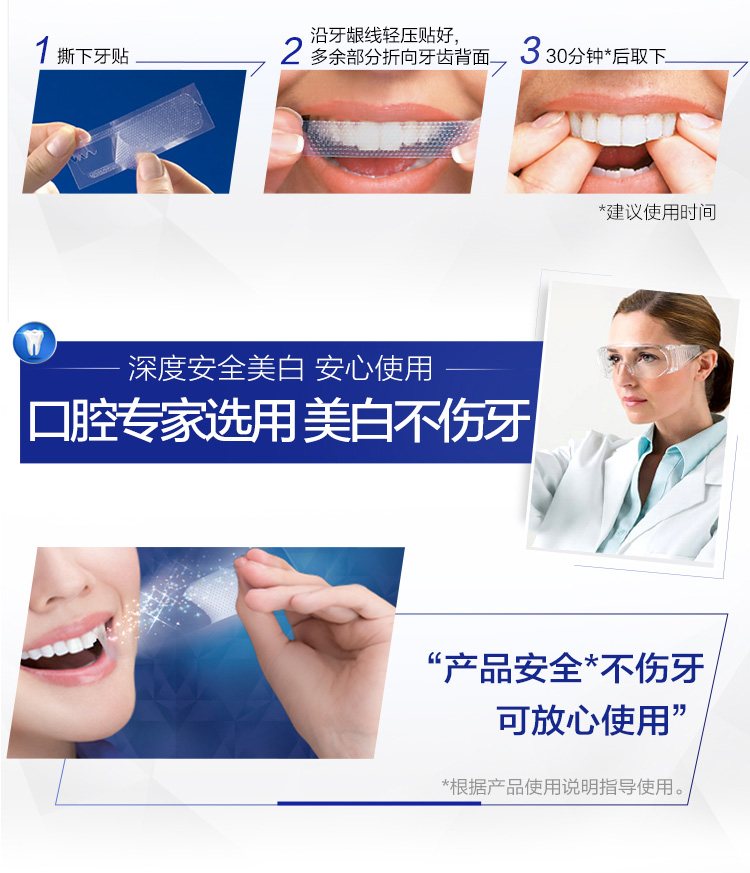 1 撕下牙贴
2 沿牙龈线轻压贴好,
多余部分折向牙齿背面
3 30分钟*后取下
*建议使用时间
深度安全美白 安心使用
口腔专家选用 美白不伤牙
“产品安全*不伤牙
可放心使用”
*根据产品使用说明指导使用。